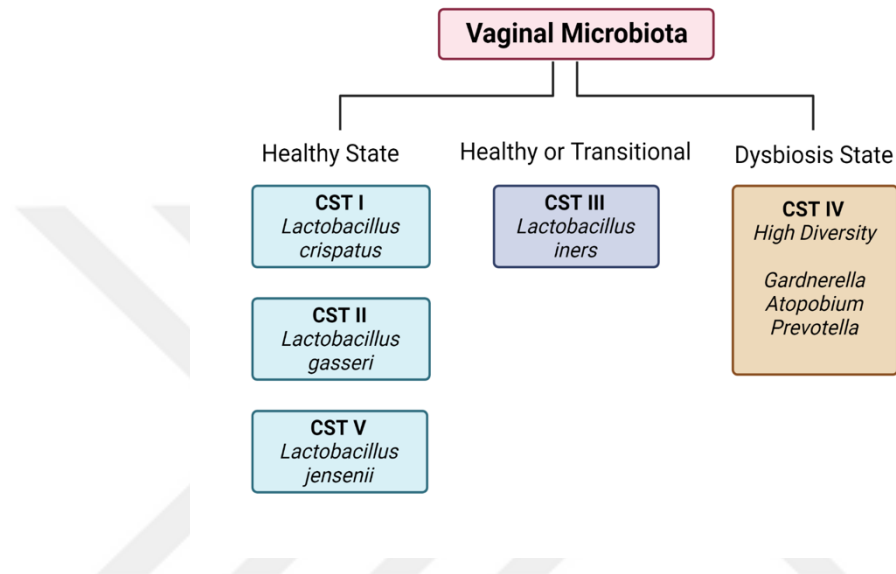 Vaginal Microbiota
Healthy State
CST I
Lactobacillus
crispatus
CST II
Lactobacillus
gasseri
CST V
Lactobacillus
jensenii
Healthy or Transitional
CST III
Lactobacillus
iners
Dysbiosis State
CST IV
High Diversity
Gardnerella
Atopobium
Prevotella